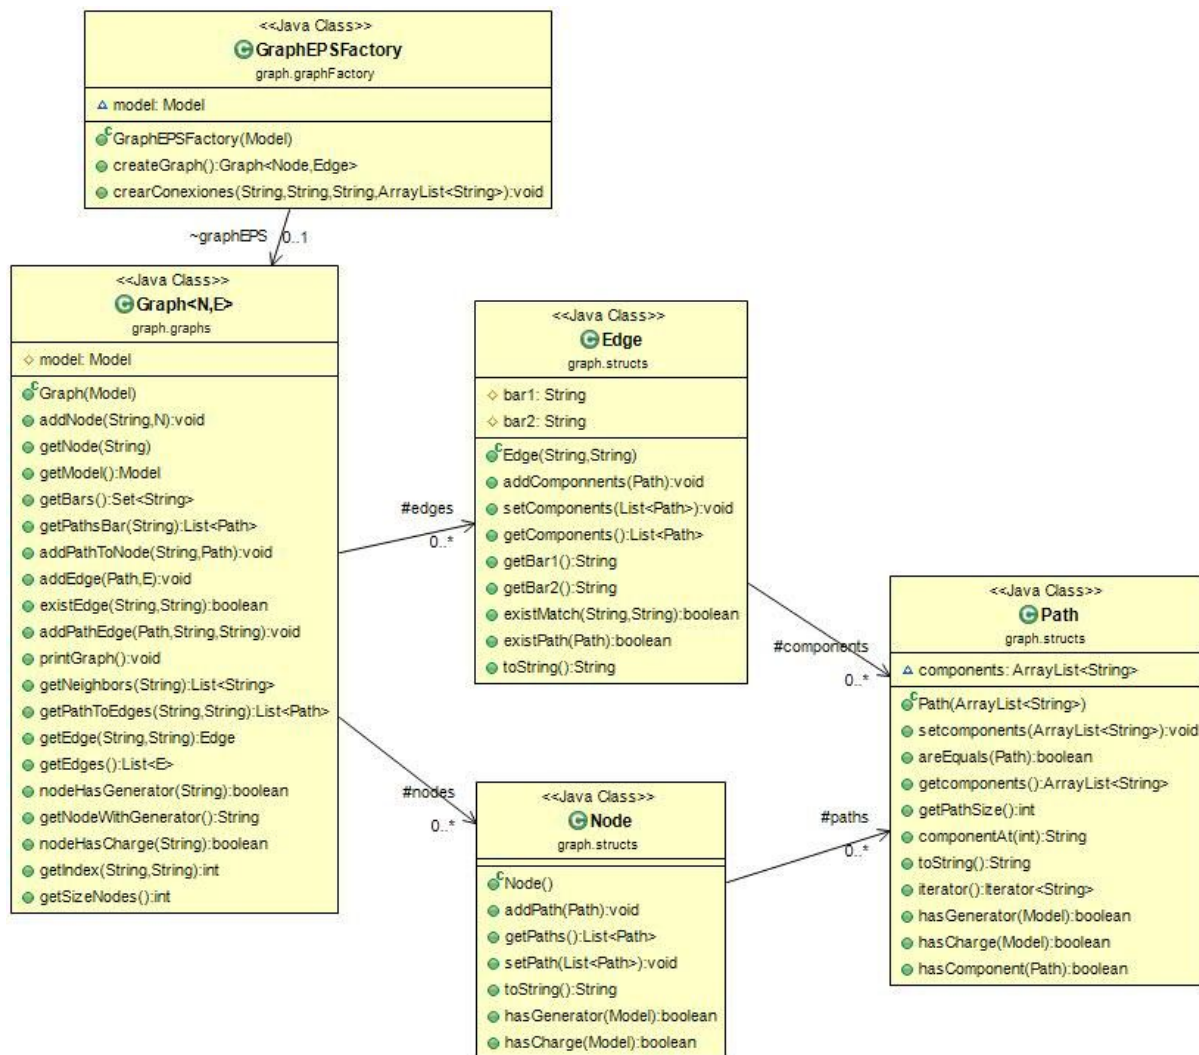 <<Java Class>>
GraphEPSFactory
graph.graphFactory
model: Model
GraphEPSFactory(Model)
createGraph():Graph<Node,Edge>
crearConexiones(String,String,String,ArrayList<String>):void
~graphEPS 0..1
<<Java Class>>
Graph<N,E>
graph.graphs
model: Model
Graph(Model)
addNode(String,N):void
getNode(String)
getModel():Model
getBars():Set<String>
getPathsBar(String):List<Path>
addPathToNode(String,Path):void
addEdge(Path,E):void
existEdge(String,String):boolean
addPathEdge(Path,String,String):void
printGraph():void
getNeighbors(String):List<String>
getPathToEdges(String,String):List<Path>
getEdge(String,String):Edge
getEdges():List<E>
nodeHasGenerator(String):boolean
getNodeWithGenerator():String
nodeHasCharge(String):boolean
getIndex(String,String):int
getSizeNodes():int
#edges
0..*
<<Java Class>>
Edge
graph.structs
bar1: String
bar2: String
Edge(String,String)
addComponnents(Path):void
setComponents(List<Path>):void
getComponents():List<Path>
getBar1():String
getBar2():String
existMatch(String,String):boolean
existPath(Path):boolean
toString():String
#components
0..*
#nodes
0..*
<<Java Class>>
Node
graph.structs
Node()
addPath(Path):void
getPaths():List<Path>
setPath(List<Path>):void
toString():String
hasGenerator(Model):boolean
hasCharge(Model):boolean
#paths
0..*
<<Java Class>>
Path
graph.structs
components: ArrayList<String>
Path(ArrayList<String>)
setcomponents(ArrayList<String>):void
areEquals(Path):boolean
getcomponents():ArrayList<String>
getPathSize():int
componentAt(int):String
toString():String
iterator():Iterator<String>
hasGenerator(Model):boolean
hasCharge(Model):boolean
hasComponent(Path):boolean